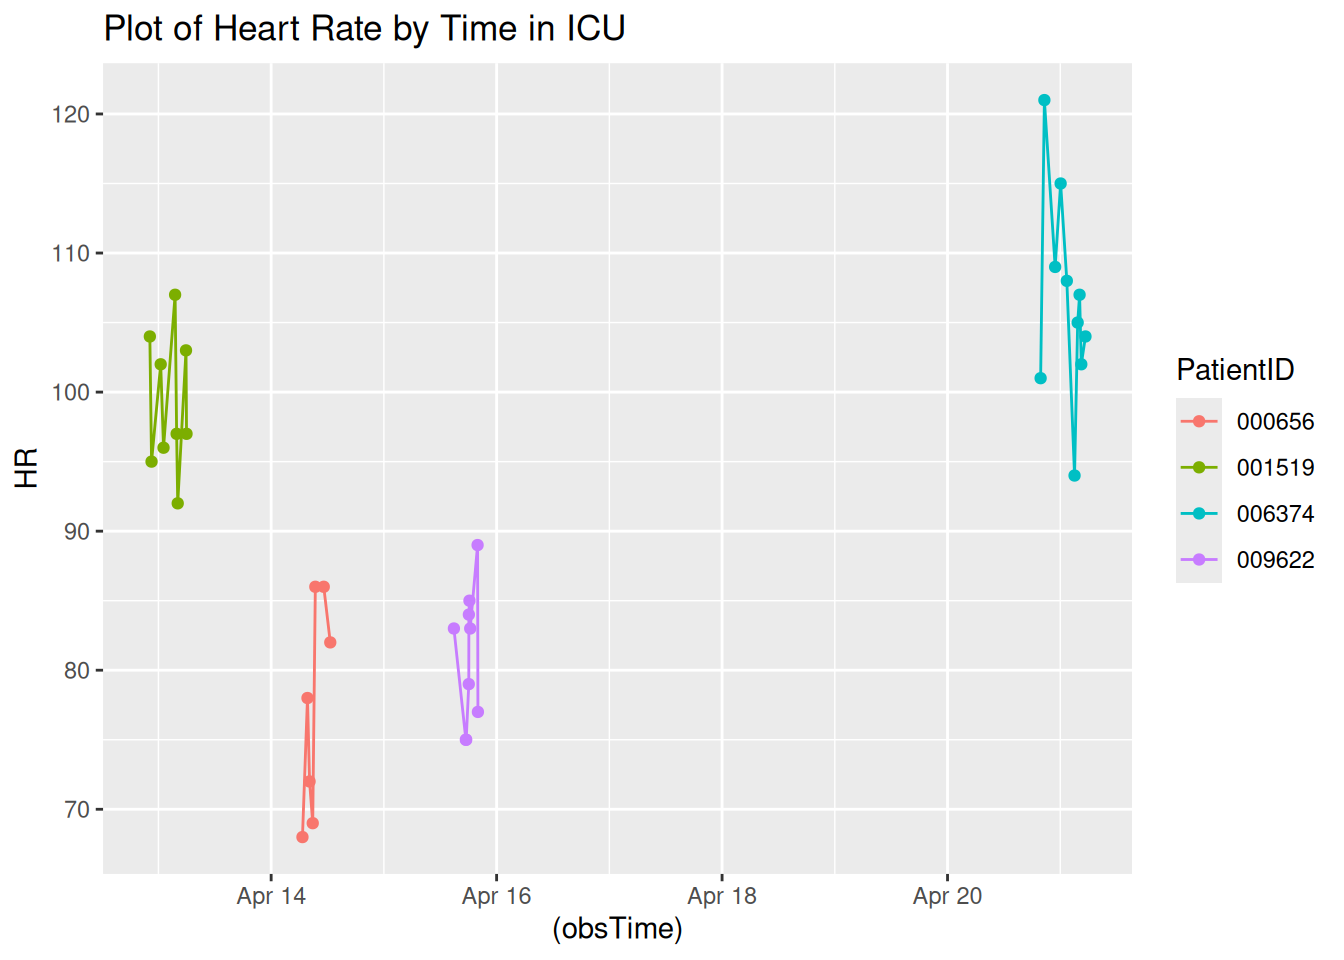 Plot of Heart Rate by Time in ICU
120
110
100
90
80
70
HR
Apr 14
Apr 16
Apr 18
Apr 20
(obsTime)
PatientID
000656
001519
006374
009622